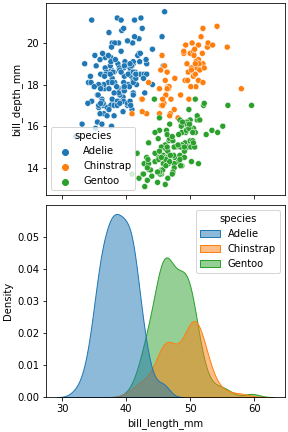 20
18
16
14
bill_depth_mm
species
Adelie
Chinstrap
Gentoo
0.05
0.04
0.03
0.02
0.01
0.00
Density
species
Adelie
Chinstrap
Gentoo
30 40 50 60
bill_length_mm